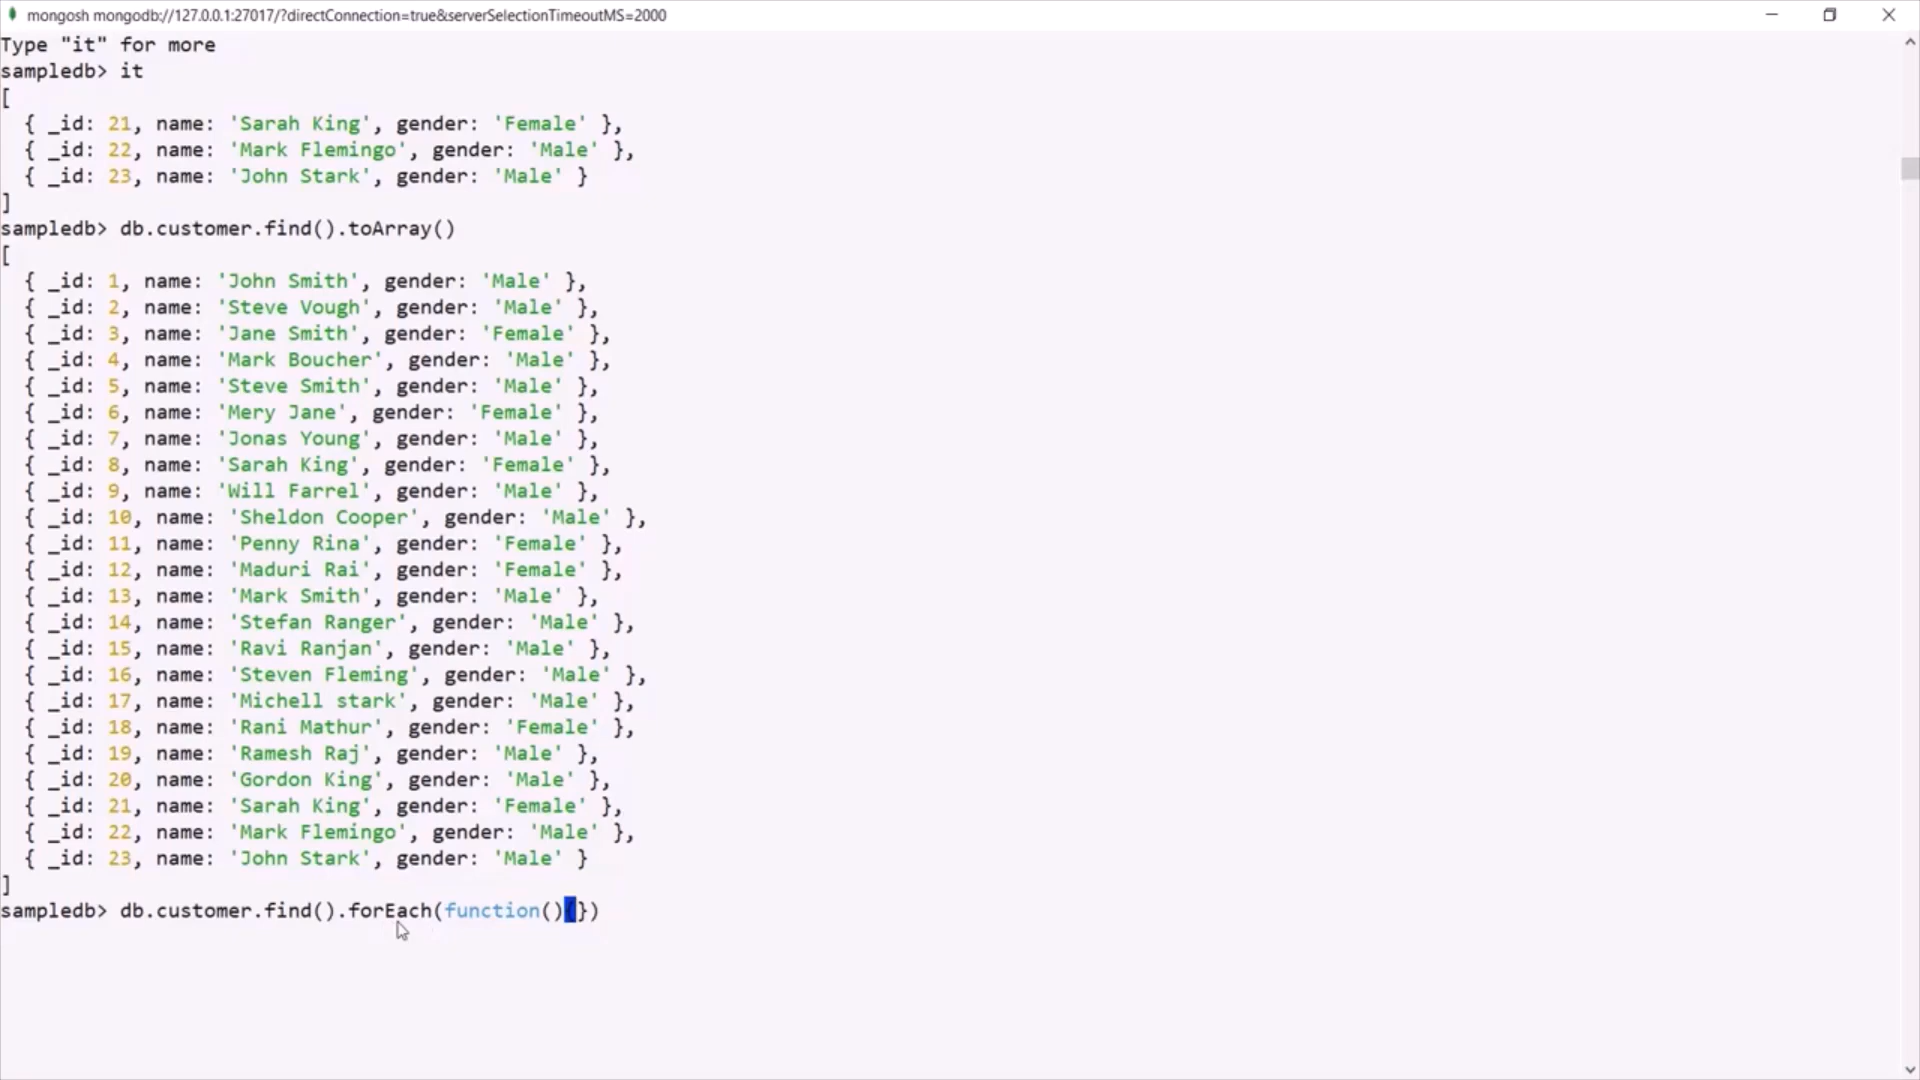 mongosh mongodb://127.0.0.1:27017/?directConnection=true&serverSelectionTimeoutMS=2000
Type "it" for more
sampledb> it
[
  { _id: 21, name: 'Sarah King', gender: 'Female' },
  { _id: 22, name: 'Mark Flemingo', gender: 'Male' },
  { _id: 23, name: 'John Stark', gender: 'Male' }
]
sampledb> db.customer.find().toArray()
[
  { _id: 1, name: 'John Smith', gender: 'Male' },
  { _id: 2, name: 'Steve Vough', gender: 'Male' },
  { _id: 3, name: 'Jane Smith', gender: 'Female' },
  { _id: 4, name: 'Mark Boucher', gender: 'Male' },
  { _id: 5, name: 'Steve Smith', gender: 'Male' },
  { _id: 6, name: 'Mery Jane', gender: 'Female' },
  { _id: 7, name: 'Jonas Young', gender: 'Male' },
  { _id: 8, name: 'Sarah King', gender: 'Female' },
  { _id: 9, name: 'Will Farrel', gender: 'Male' },
  { _id: 10, name: 'Sheldon Cooper', gender: 'Male' },
  { _id: 11, name: 'Penny Rina', gender: 'Female' },
  { _id: 12, name: 'Maduri Rai', gender: 'Female' },
  { _id: 13, name: 'Mark Smith', gender: 'Male' },
  { _id: 14, name: 'Stefan Ranger', gender: 'Male' },
  { _id: 15, name: 'Ravi Ranjan', gender: 'Male' },
  { _id: 16, name: 'Steven Fleming', gender: 'Male' },
  { _id: 17, name: 'Michell stark', gender: 'Male' },
  { _id: 18, name: 'Rani Mathur', gender: 'Female' },
  { _id: 19, name: 'Ramesh Raj', gender: 'Male' },
  { _id: 20, name: 'Gordon King', gender: 'Male' },
  { _id: 21, name: 'Sarah King', gender: 'Female' },
  { _id: 22, name: 'Mark Flemingo', gender: 'Male' },
  { _id: 23, name: 'John Stark', gender: 'Male' }
]
sampledb> db.customer.find().forEach(function(){})